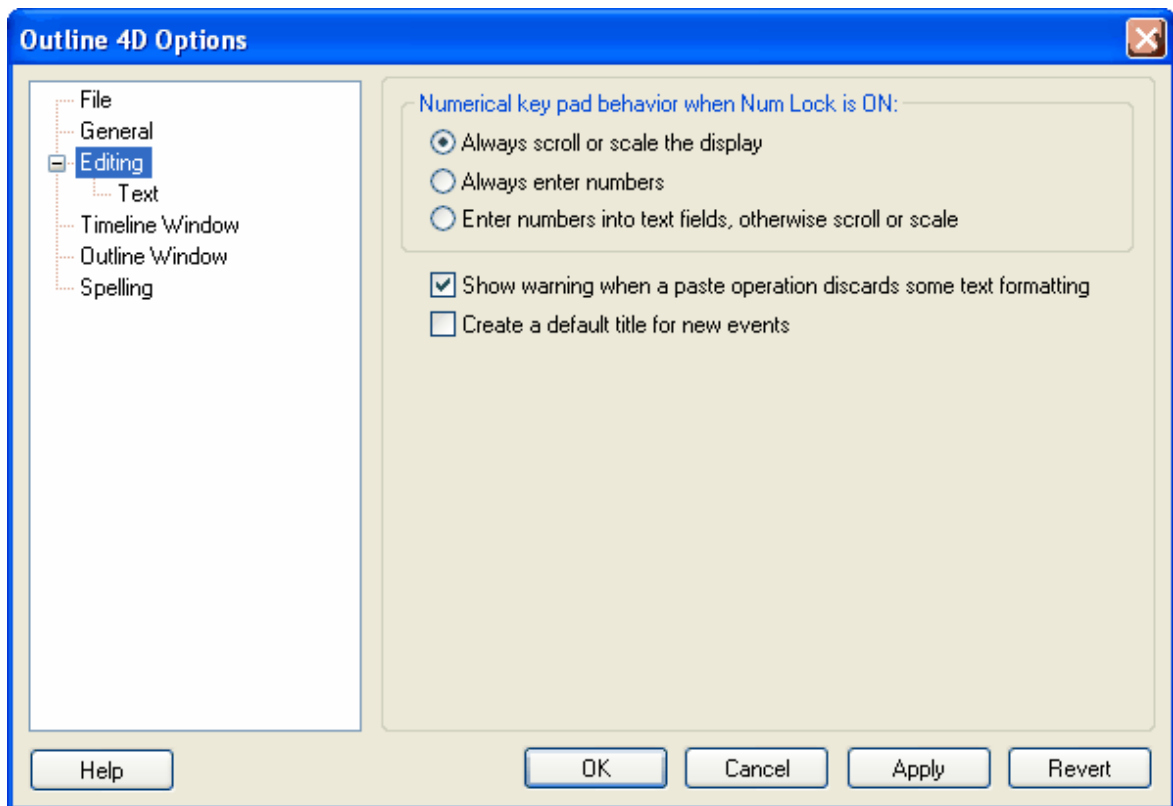 Outline 4D Options
File
General
Editing
Text
Timeline Window
Outline Window
Spelling
Numerical key pad behavior when Num Lock is ON:
Always scroll or scale the display
Always enter numbers
Enter numbers into text fields, otherwise scroll or scale
Show warning when a paste operation discards some text formatting
Create a default title for new events
Help
OK
Cancel
Apply
Revert